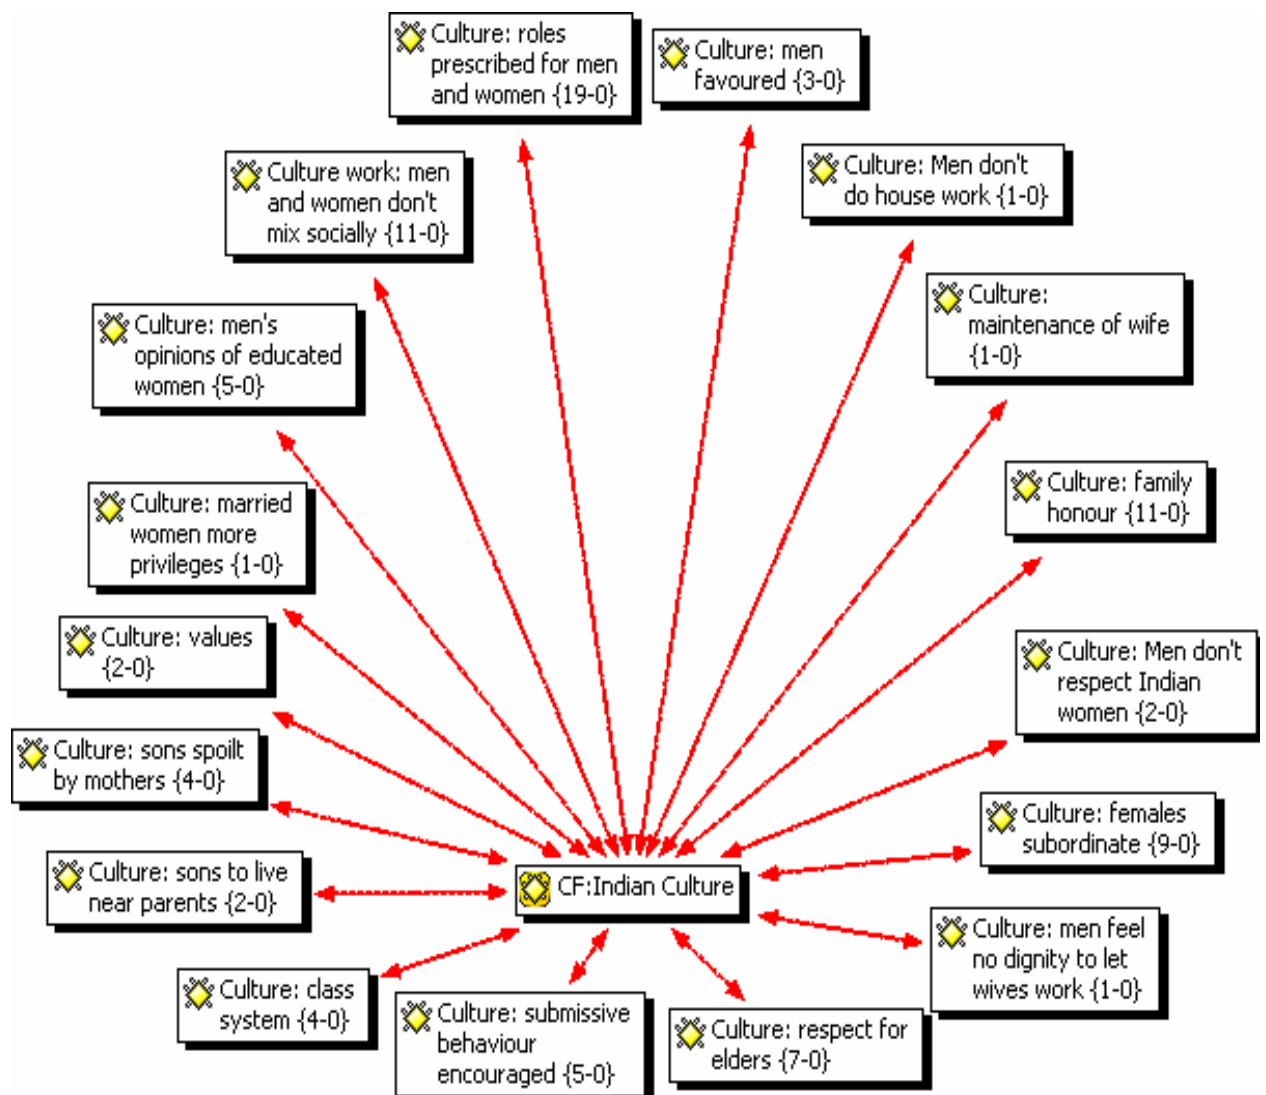 Culture: roles
prescribed for men
and women {19-0}
Culture: men
favoured {3-0}
Culture work: men
and women don't
mix socially {11-0}
Culture: Men don't
do house work {1-0}
Culture:
maintenance of wife
{1-0}
Culture: men's
opinions of educated
women {5-0}
Culture: family
honour {11-0}
Culture: married
women more
privileges {1-0}
Culture: values
{2-0}
Culture: Men don't
respect Indian
women {2-0}
Culture: sons spoilt
by mothers {4-0}
Culture: females
subordinate {9-0}
Culture: sons to live
near parents {2-0}
CF:Indian Culture
Culture: men feel
no dignity to let
wives work {1-0}
Culture: class
system {4-0}
Culture: submissive
behaviour
encouraged {5-0}
Culture: respect for
elders {7-0}